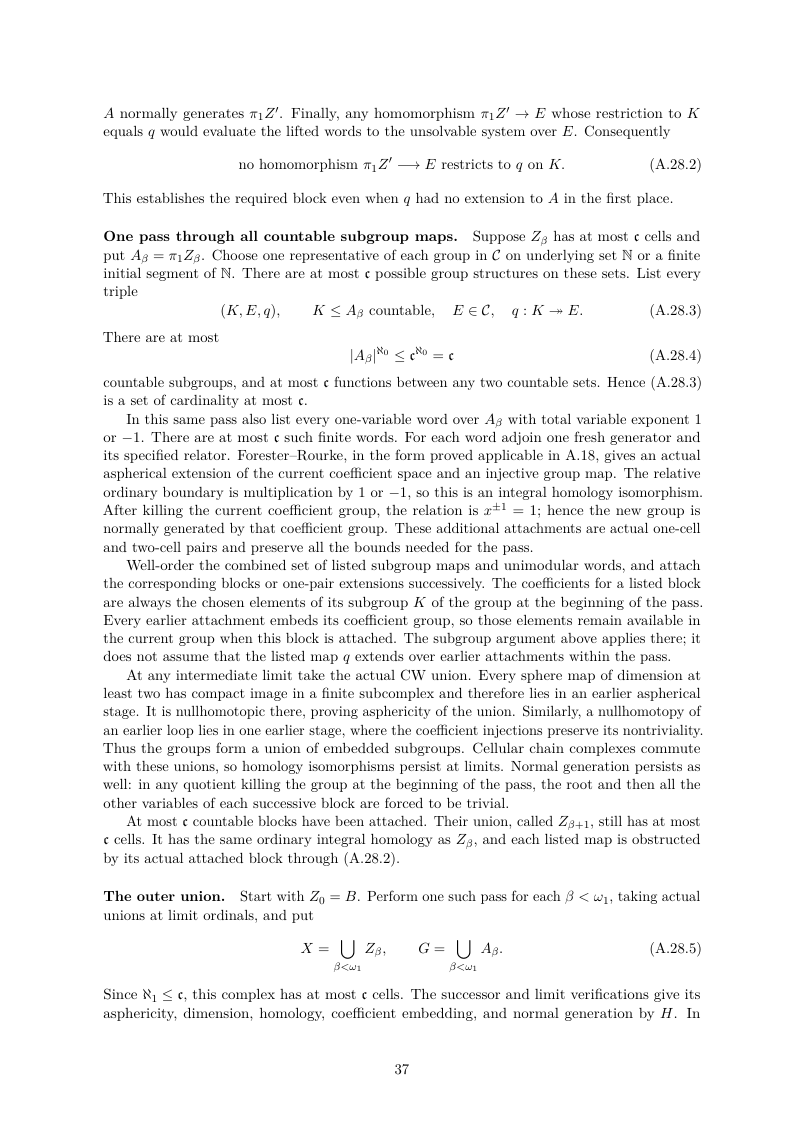 A normally generates π₁Z′. Finally, any homomorphism π₁Z′ → E whose restriction to K
equals q would evaluate the lifted words to the unsolvable system over E. Consequently
no homomorphism π₁Z′ ⟶ E restricts to q on K. (A.28.2)
This establishes the required block even when q had no extension to A in the first place.
One pass through all countable subgroup maps. Suppose Z_β has at most 𝔠 cells and
put A_β = π₁Z_β. Choose one representative of each group in 𝒞 on underlying set ℕ or a finite
initial segment of ℕ. There are at most 𝔠 possible group structures on these sets. List every
triple
(K, E, q), K ≤ A_β countable, E ∈ 𝒞, q : K ↠ E. (A.28.3)
There are at most
|A_β|^ℵ₀ ≤ 𝔠^ℵ₀ = 𝔠 (A.28.4)
countable subgroups, and at most 𝔠 functions between any two countable sets. Hence (A.28.3)
is a set of cardinality at most 𝔠.
In this same pass also list every one-variable word over A_β with total variable exponent 1
or −1. There are at most 𝔠 such finite words. For each word adjoin one fresh generator and
its specified relator. Forester–Rourke, in the form proved applicable in A.18, gives an actual
aspherical extension of the current coefficient space and an injective group map. The relative
ordinary boundary is multiplication by 1 or −1, so this is an integral homology isomorphism.
After killing the current coefficient group, the relation is x^±1 = 1; hence the new group is
normally generated by that coefficient group. These additional attachments are actual one-cell
and two-cell pairs and preserve all the bounds needed for the pass.
Well-order the combined set of listed subgroup maps and unimodular words, and attach
the corresponding blocks or one-pair extensions successively. The coefficients for a listed block
are always the chosen elements of its subgroup K of the group at the beginning of the pass.
Every earlier attachment embeds its coefficient group, so those elements remain available in
the current group when this block is attached. The subgroup argument above applies there; it
does not assume that the listed map q extends over earlier attachments within the pass.
At any intermediate limit take the actual CW union. Every sphere map of dimension at
least two has compact image in a finite subcomplex and therefore lies in an earlier aspherical
stage. It is nullhomotopic there, proving asphericity of the union. Similarly, a nullhomotopy of
an earlier loop lies in one earlier stage, where the coefficient injections preserve its nontriviality.
Thus the groups form a union of embedded subgroups. Cellular chain complexes commute
with these unions, so homology isomorphisms persist at limits. Normal generation persists as
well: in any quotient killing the group at the beginning of the pass, the root and then all the
other variables of each successive block are forced to be trivial.
At most 𝔠 countable blocks have been attached. Their union, called Z_β+1, still has at most
𝔠 cells. It has the same ordinary integral homology as Z_β, and each listed map is obstructed
by its actual attached block through (A.28.2).
The outer union. Start with Z₀ = B. Perform one such pass for each β < ω₁, taking actual
unions at limit ordinals, and put
X = ⋃_β<ω₁ Z_β, G = ⋃_β<ω₁ A_β. (A.28.5)
Since ℵ₁ ≤ 𝔠, this complex has at most 𝔠 cells. The successor and limit verifications give its
asphericity, dimension, homology, coefficient embedding, and normal generation by H. In
37